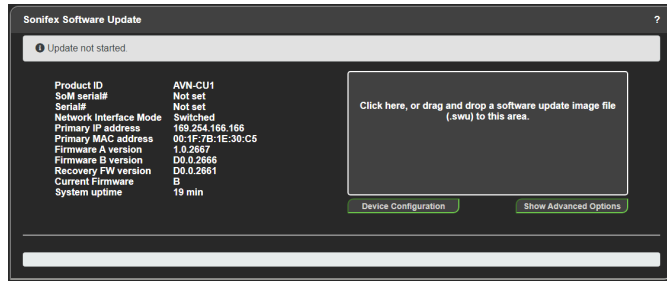 Sonifex Software Update ?
Update not started.
Product ID AVN-CU1
SoM serial# Not set
Serial# Not set
Network Interface Mode Switched
Primary IP address 169.254.166.166
Primary MAC address 00:1F:7B:1E:30:C5
Firmware A version 1.0.2667
Firmware B version D0.0.2666
Recovery FW version D0.0.2661
Current Firmware B
System uptime 19 min
Click here, or drag and drop a software update image file
(.swu) to this area.
Device Configuration Show Advanced Options